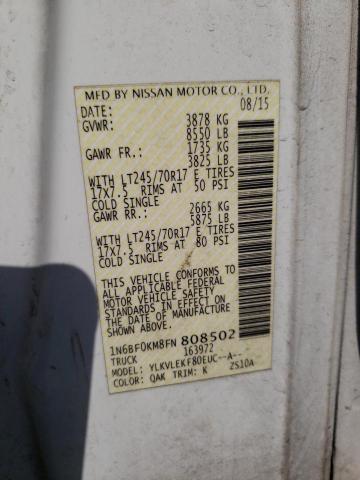 MFD BY NISSAN MOTOR CO., LTD.
DATE: 08/15
GVWR: 3878 KG
8550 LB
GAWR FR.: 1735 KG
3825 LB
WITH LT245/70R17 E TIRES
17X7.5 RIMS AT 50 PSI
COLD SINGLE
GAWR RR.: 2665 KG
5875 LB
WITH LT245/70R17 E TIRES
17X7.5 RIMS AT 80 PSI
COLD SINGLE
THIS VEHICLE CONFORMS TO
ALL APPLICABLE FEDERAL
MOTOR VEHICLE SAFETY
STANDARDS IN EFFECT ON
THE DATE OF MANUFACTURE
SHOWN ABOVE.
1N6BF0KM8FN 808502
TRUCK 163972
MODEL: YLKVLEKF80EUC--A--
COLOR: QAK TRIM: K ZS10A